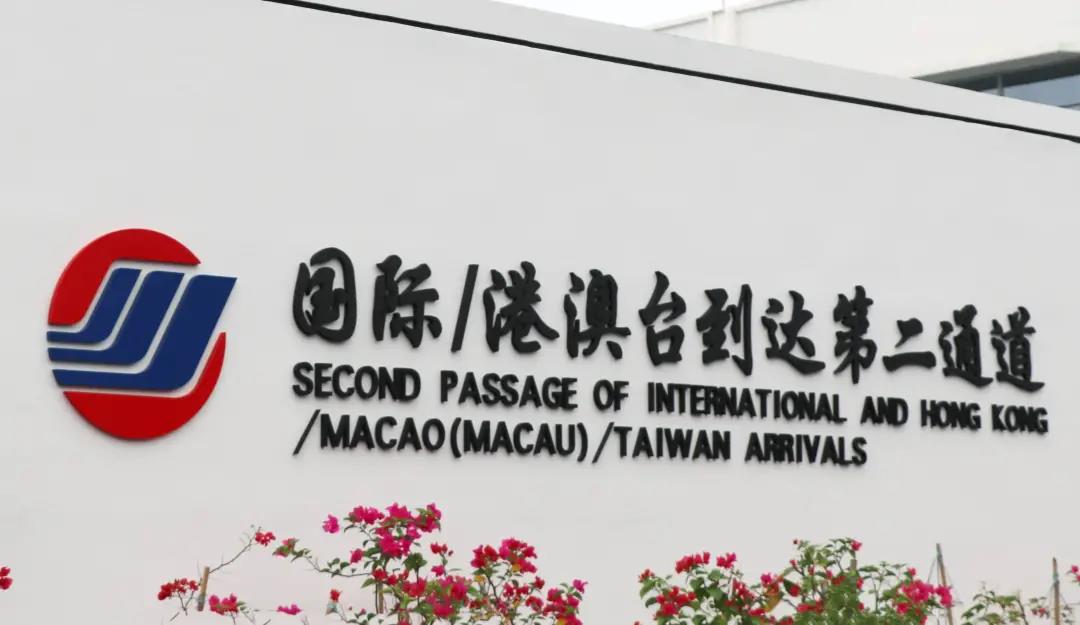 国际/港澳台到达第二通道
SECOND PASSAGE OF INTERNATIONAL AND HONG KONG
/MACAO(MACAU)/TAIWAN ARRIVALS